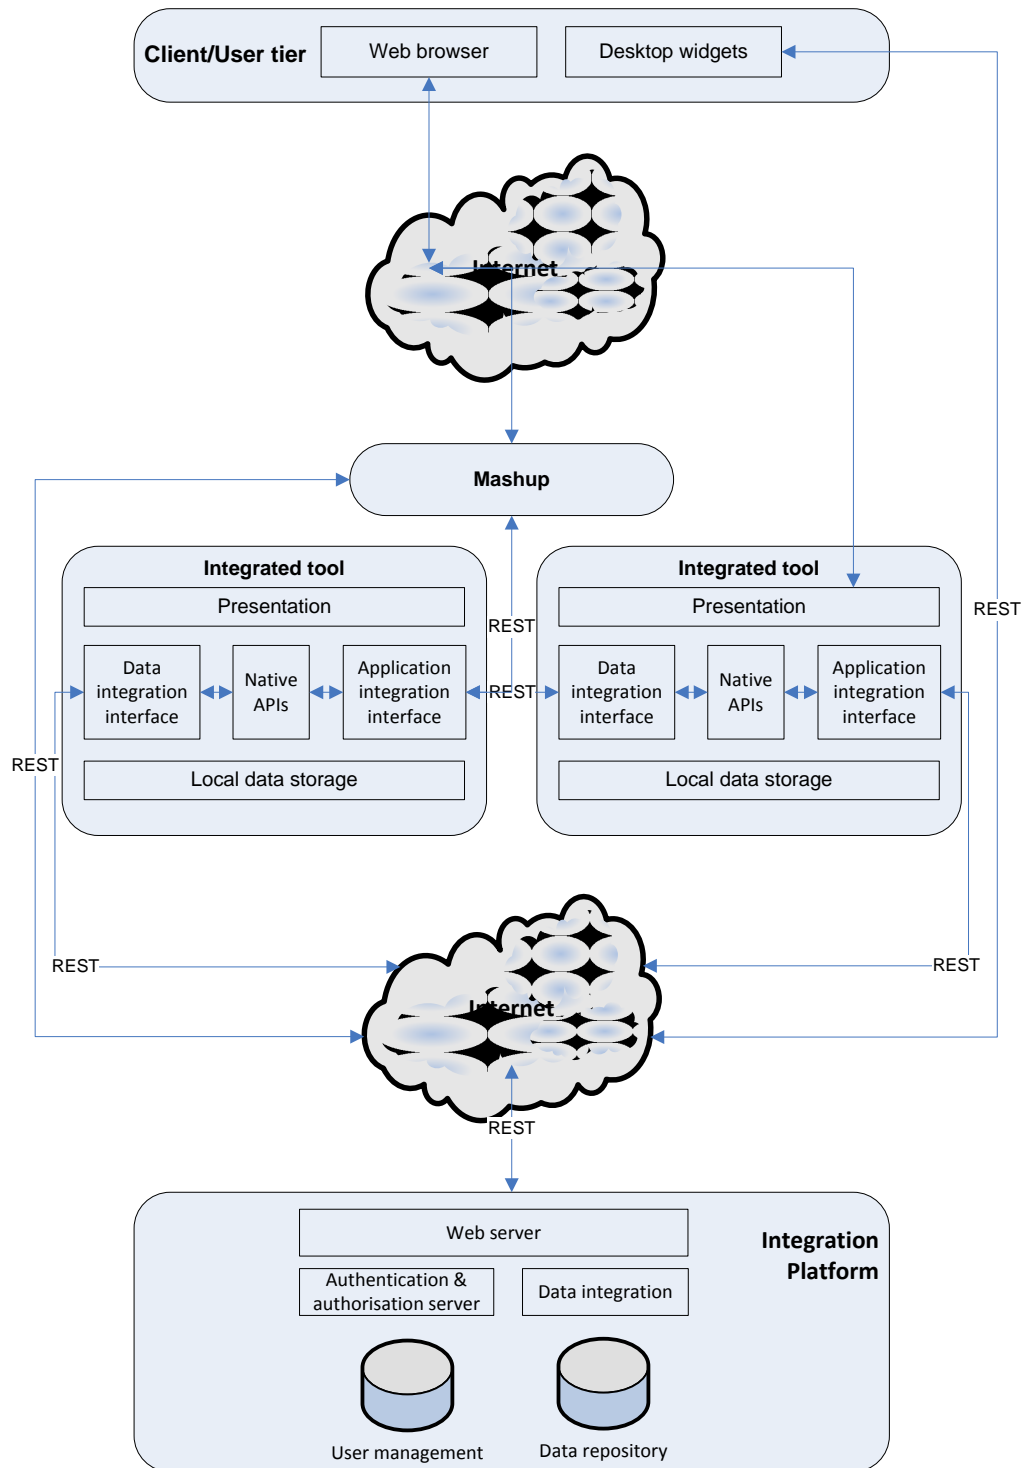 Client/User tier
Web browser
Desktop widgets
Internet
Mashup
Integrated tool
Presentation
Data
integration
interface
Native
APIs
Application
integration
interface
Local data storage
REST
REST
Integrated tool
Presentation
Data
integration
interface
Native
APIs
Application
integration
interface
Local data storage
REST
REST
REST
REST
Internet
REST
Web server
Authentication &
authorisation server
Data integration
Integration
Platform
User management
Data repository